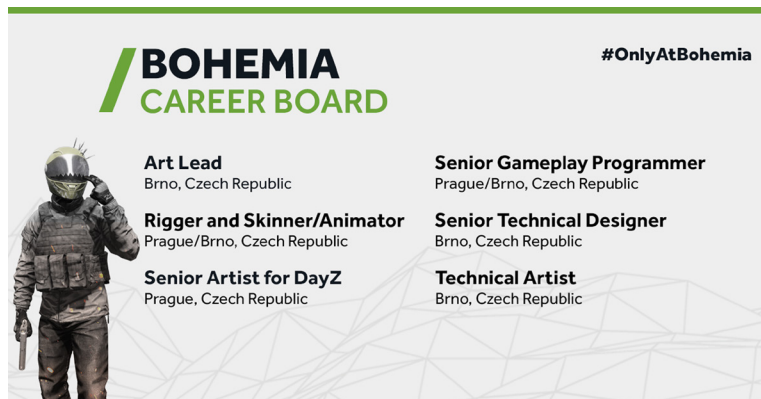 #OnlyAtBohemia
BOHEMIA
CAREER BOARD
Art Lead
Brno, Czech Republic
Rigger and Skinner/Animator
Prague/Brno, Czech Republic
Senior Artist for DayZ
Prague, Czech Republic
Senior Gameplay Programmer
Prague/Brno, Czech Republic
Senior Technical Designer
Brno, Czech Republic
Technical Artist
Brno, Czech Republic